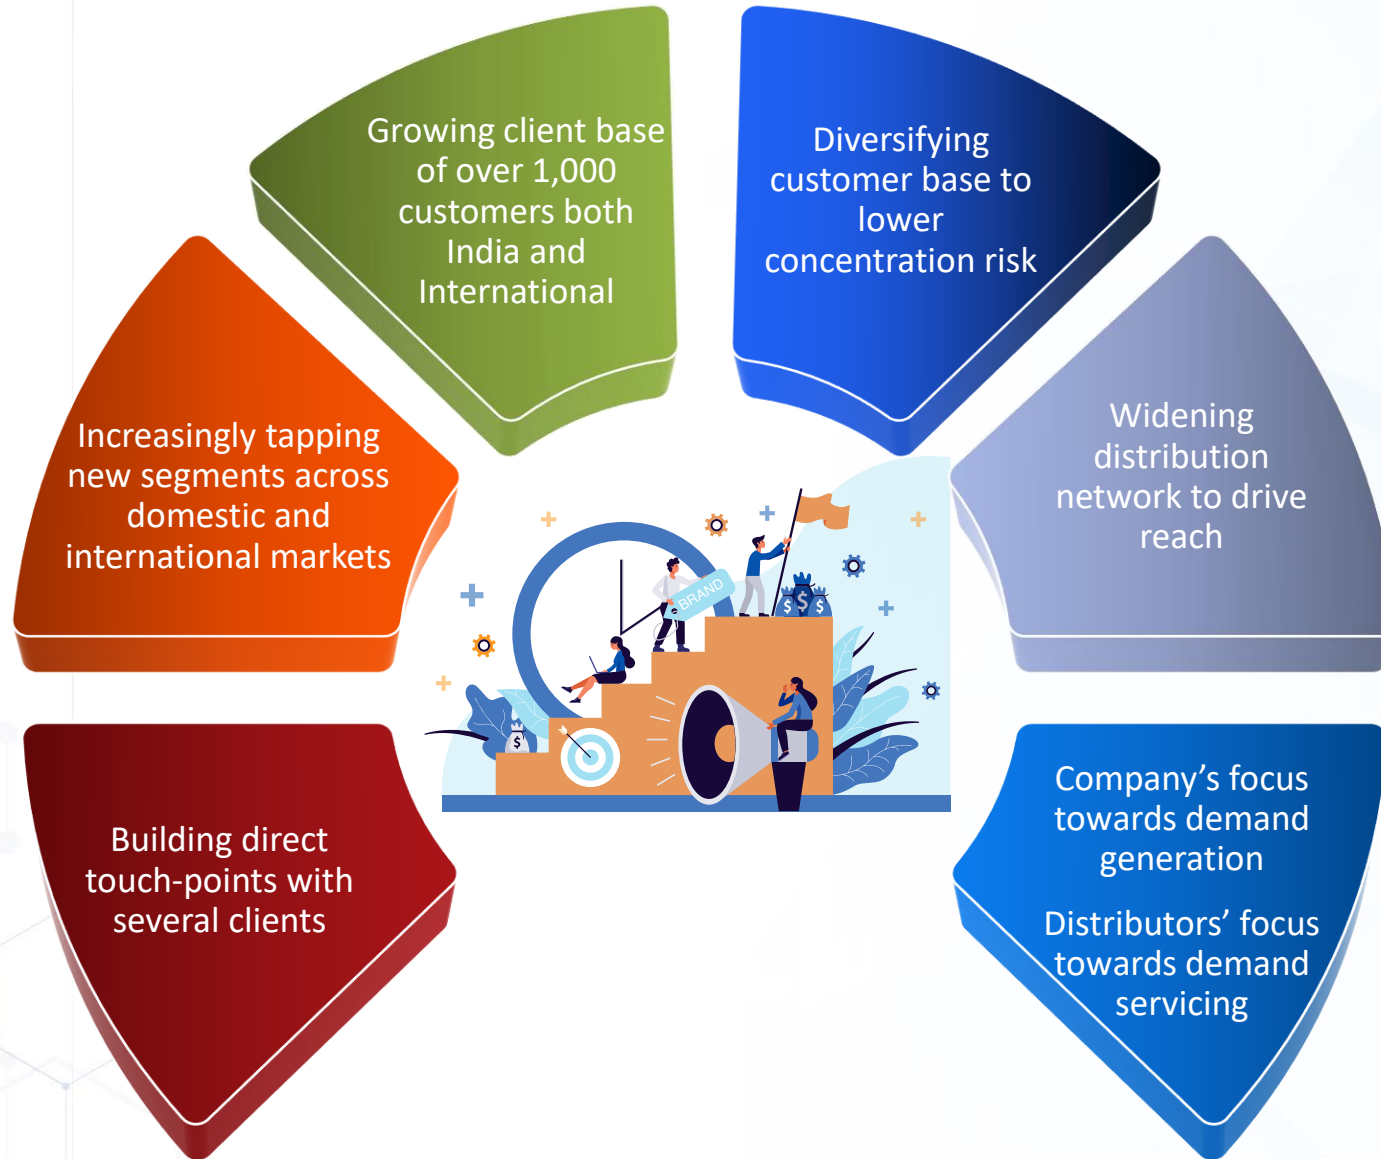 Growing client base
of over 1,000
customers both
India and
International
Diversifying
customer base to
lower
concentration risk
Increasingly tapping
new segments across
domestic and
international markets
Widening
distribution
network to drive
reach
BRAND
$ $ $
$
Building direct
touch-points with
several clients
Company’s focus
towards demand
generation
Distributors’ focus
towards demand
servicing